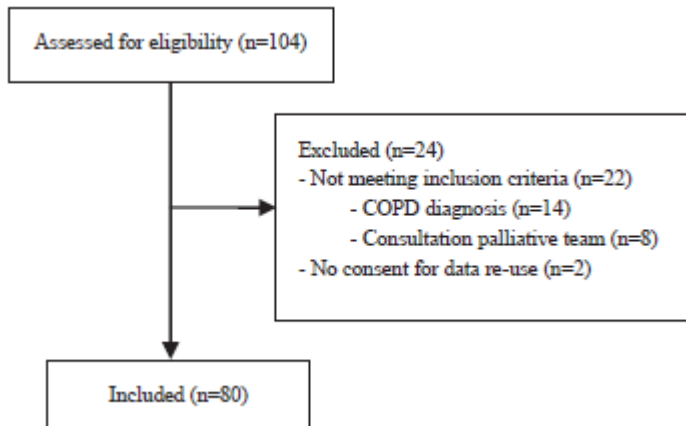 Assessed for eligibility (n=104)
Excluded (n=24)
- Not meeting inclusion criteria (n=22)
- COPD diagnosis (n=14)
- Consultation palliative team (n=8)
- No consent for data re-use (n=2)
Included (n=80)